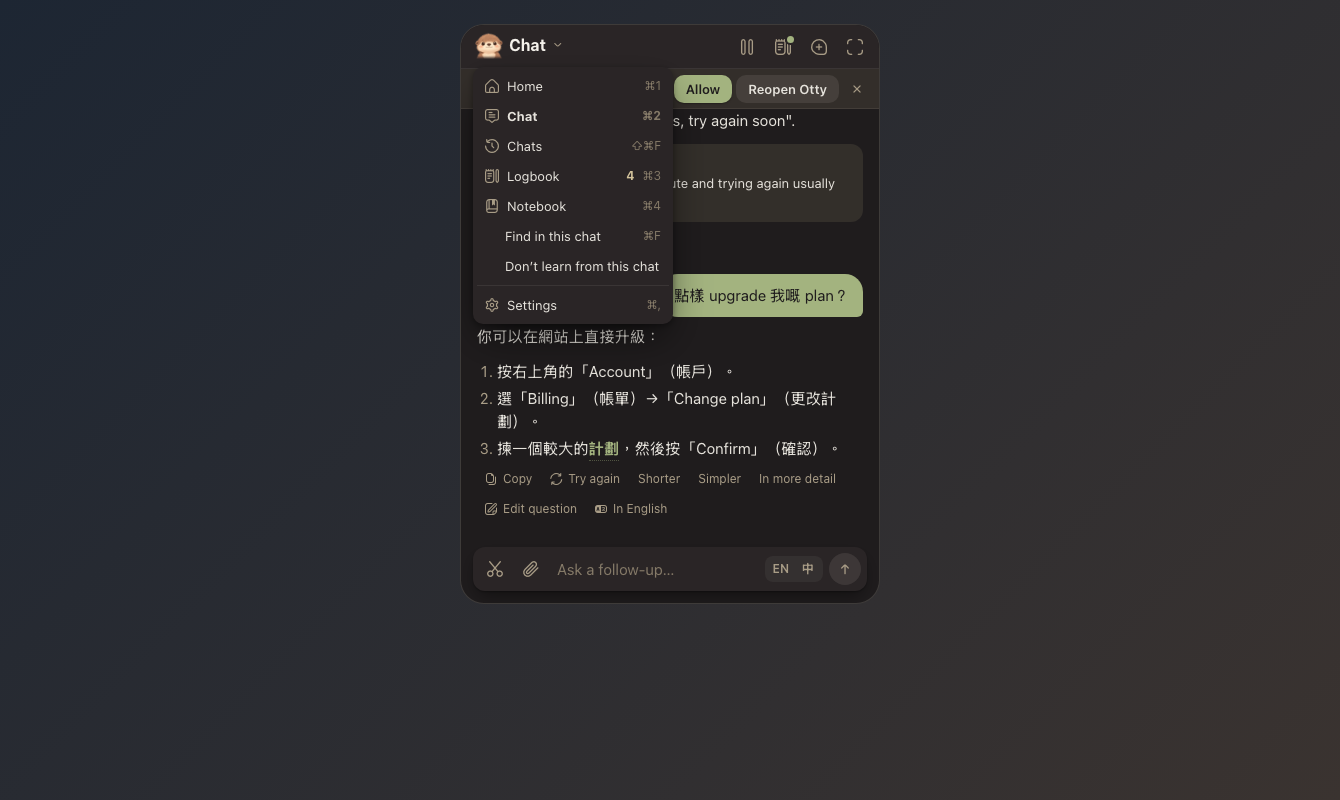 Chat
Allow
Reopen Otty
Home ⌘1
Chat ⌘2
Chats ⇧⌘F
Logbook 4 ⌘3
Notebook ⌘4
Find in this chat ⌘F
Don’t learn from this chat
Settings ⌘,
s, try again soon".
and trying again usually
點樣 upgrade 我嘅 plan？
你可以在網站上直接升級：
1. 按右上角的「Account」（帳戶）。
2. 選「Billing」（帳單）→「Change plan」（更改計
劃）。
3. 揀一個較大的計劃，然後按「Confirm」（確認）。
Copy Try again Shorter Simpler In more detail
Edit question In English
Ask a follow-up... EN 中